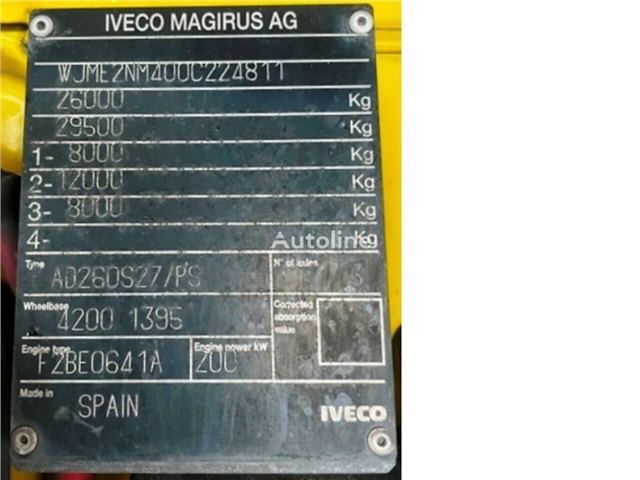 IVECO MAGIRUS AG
WJME2NM400C224811
26000 Kg
29500 Kg
1- 8000 Kg
2- 12000 Kg
3- 8000 Kg
4- Kg
Autoline
Type AD260S27/PS N° of axles 3
Wheelbase 4200 1395 Corrected absorption value
Engine type F2BE0641A Engine power kW 200
Made in SPAIN IVECO